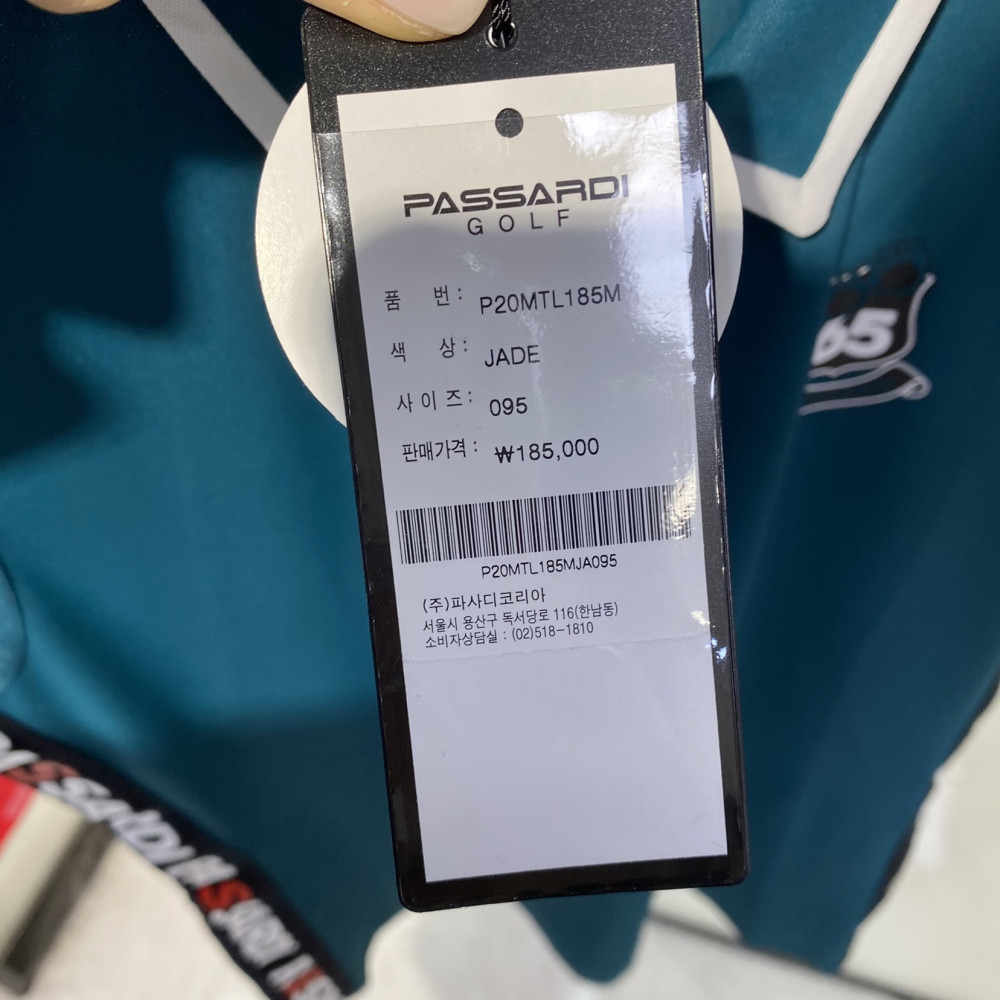 PASSARDI
GOLF
품 번 : P20MTL185M
색 상 : JADE
사이즈 : 095
판매가격 : ₩185,000
P20MTL185MJA095
(주)파사디코리아
서울시 용산구 독서당로 116(한남동)
소비자상담실 : (02)518-1810
65
SSARDI